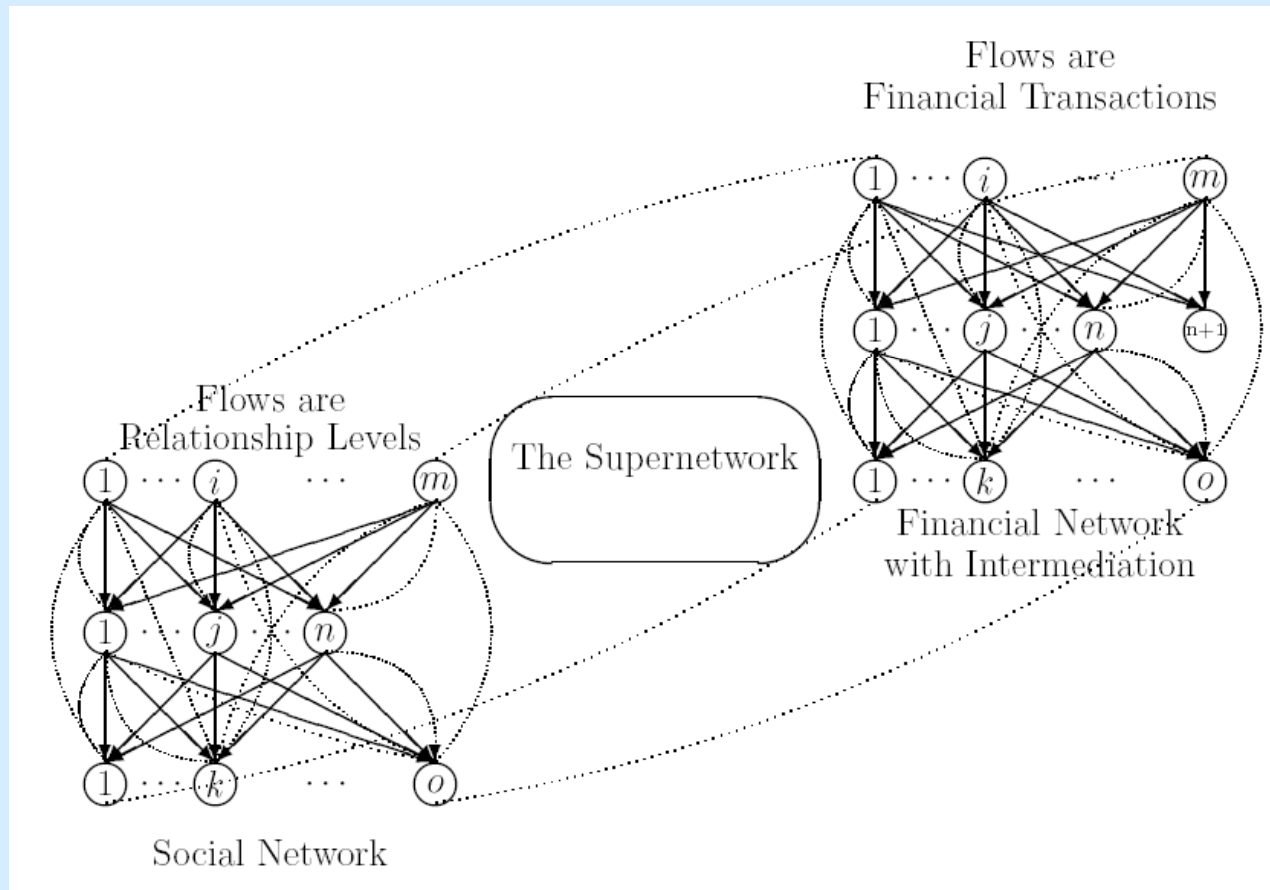 Flows are
Financial Transactions
1 ··· i ··· m
1 ··· j ··· n n+1
1 ··· k ··· o
Financial Network
with Intermediation
The Supernetwork
Flows are
Relationship Levels
1 ··· i ··· m
1 ··· j ··· n
1 ··· k ··· o
Social Network